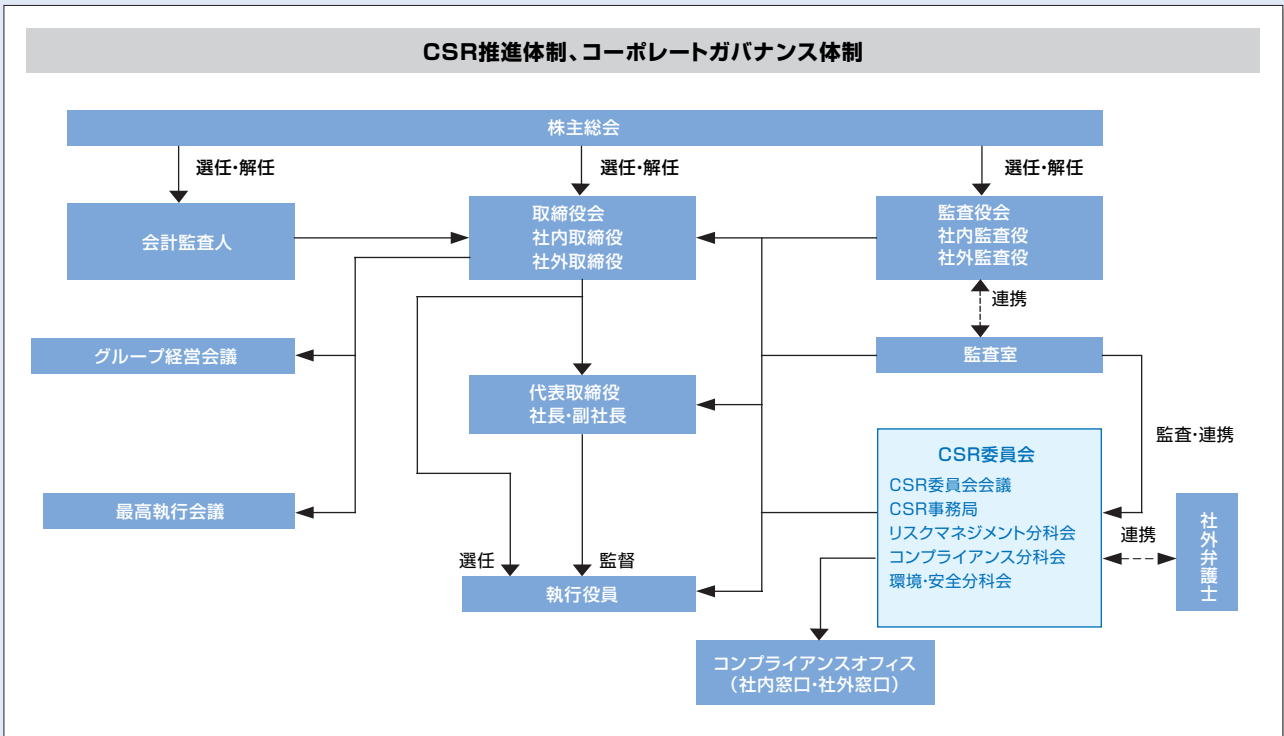 CSR推進体制、コーポレートガバナンス体制
株主総会
選任・解任
選任・解任
選任・解任
会計監査人
取締役会
社内取締役
社外取締役
監査役会
社内監査役
社外監査役
連携
グループ経営会議
監査室
代表取締役
社長・副社長
監査・連携
CSR委員会
CSR委員会会議
CSR事務局
リスクマネジメント分科会
コンプライアンス分科会
環境・安全分科会
最高執行会議
連携
社外弁護士
選任
監督
執行役員
コンプライアンスオフィス
（社内窓口・社外窓口）